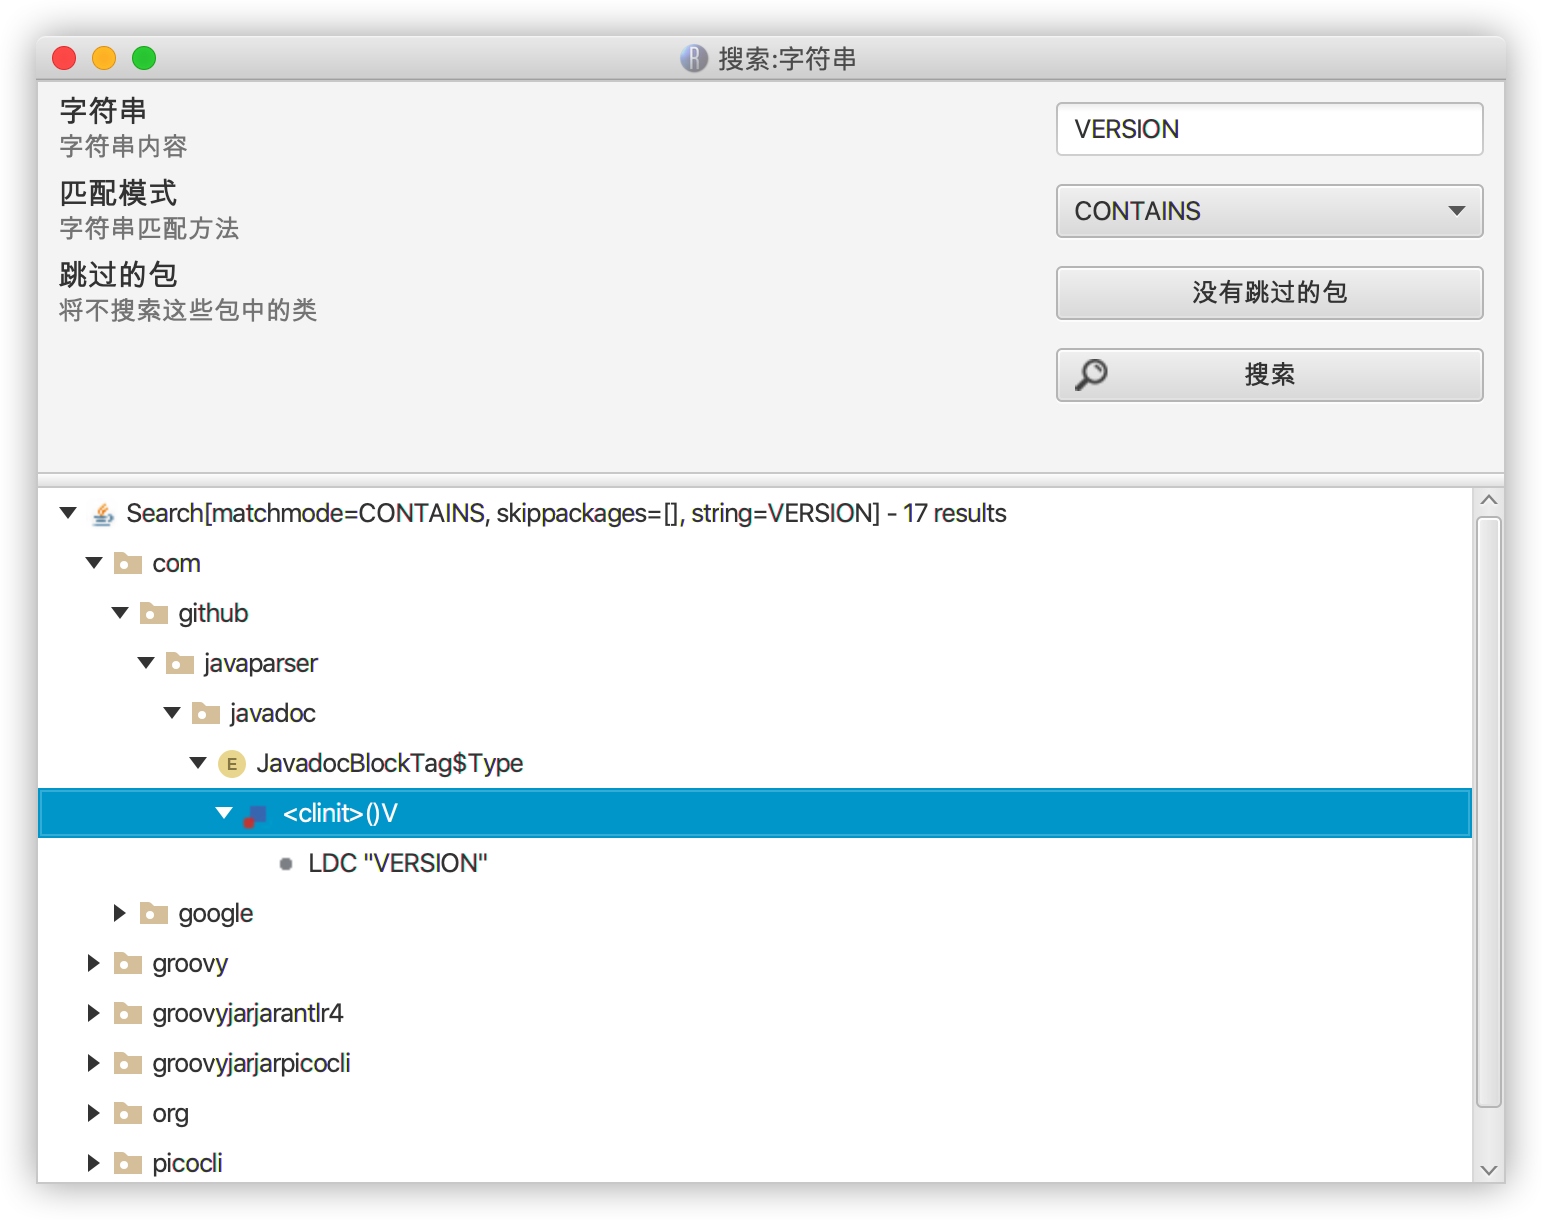 搜索:字符串
字符串
字符串内容
VERSION
匹配模式
字符串匹配方法
CONTAINS
跳过的包
将不搜索这些包中的类
没有跳过的包
搜索
Search[matchmode=CONTAINS, skippackages=[], string=VERSION] - 17 results
com
github
javaparser
javadoc
E JavadocBlockTag$Type
<clinit>()V
LDC "VERSION"
google
groovy
groovyjarjarantlr4
groovyjarjarpicocli
org
picocli